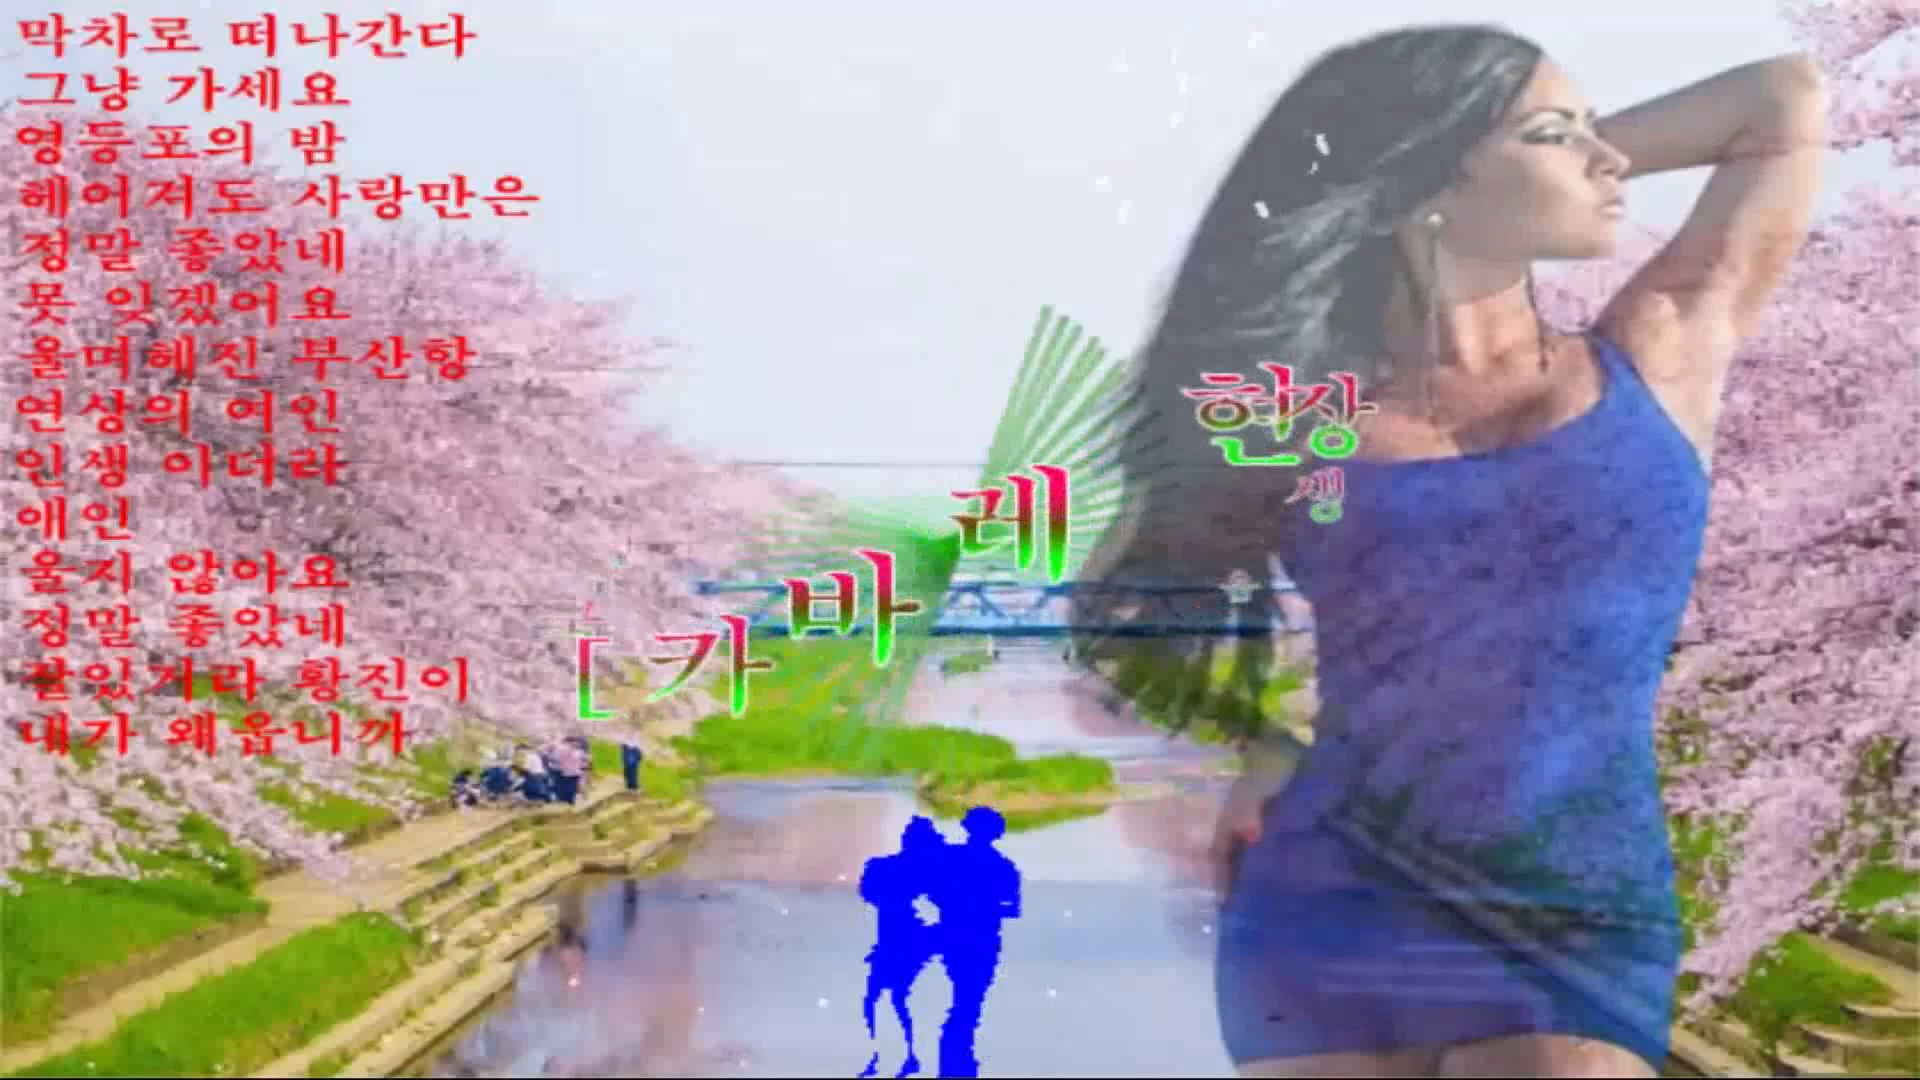 막차로 떠나간다
그냥 가세요
영등포의 밤
헤어저도 사랑만은
정말 좋았네
못 잊겠어요
울며헤진 부산항
연상의 여인
인생 이더라
애인
울지 않아요
정말 좋았네
잘있거라 황진이
내가 왜웁니까
[ 카바레
현장
쟁